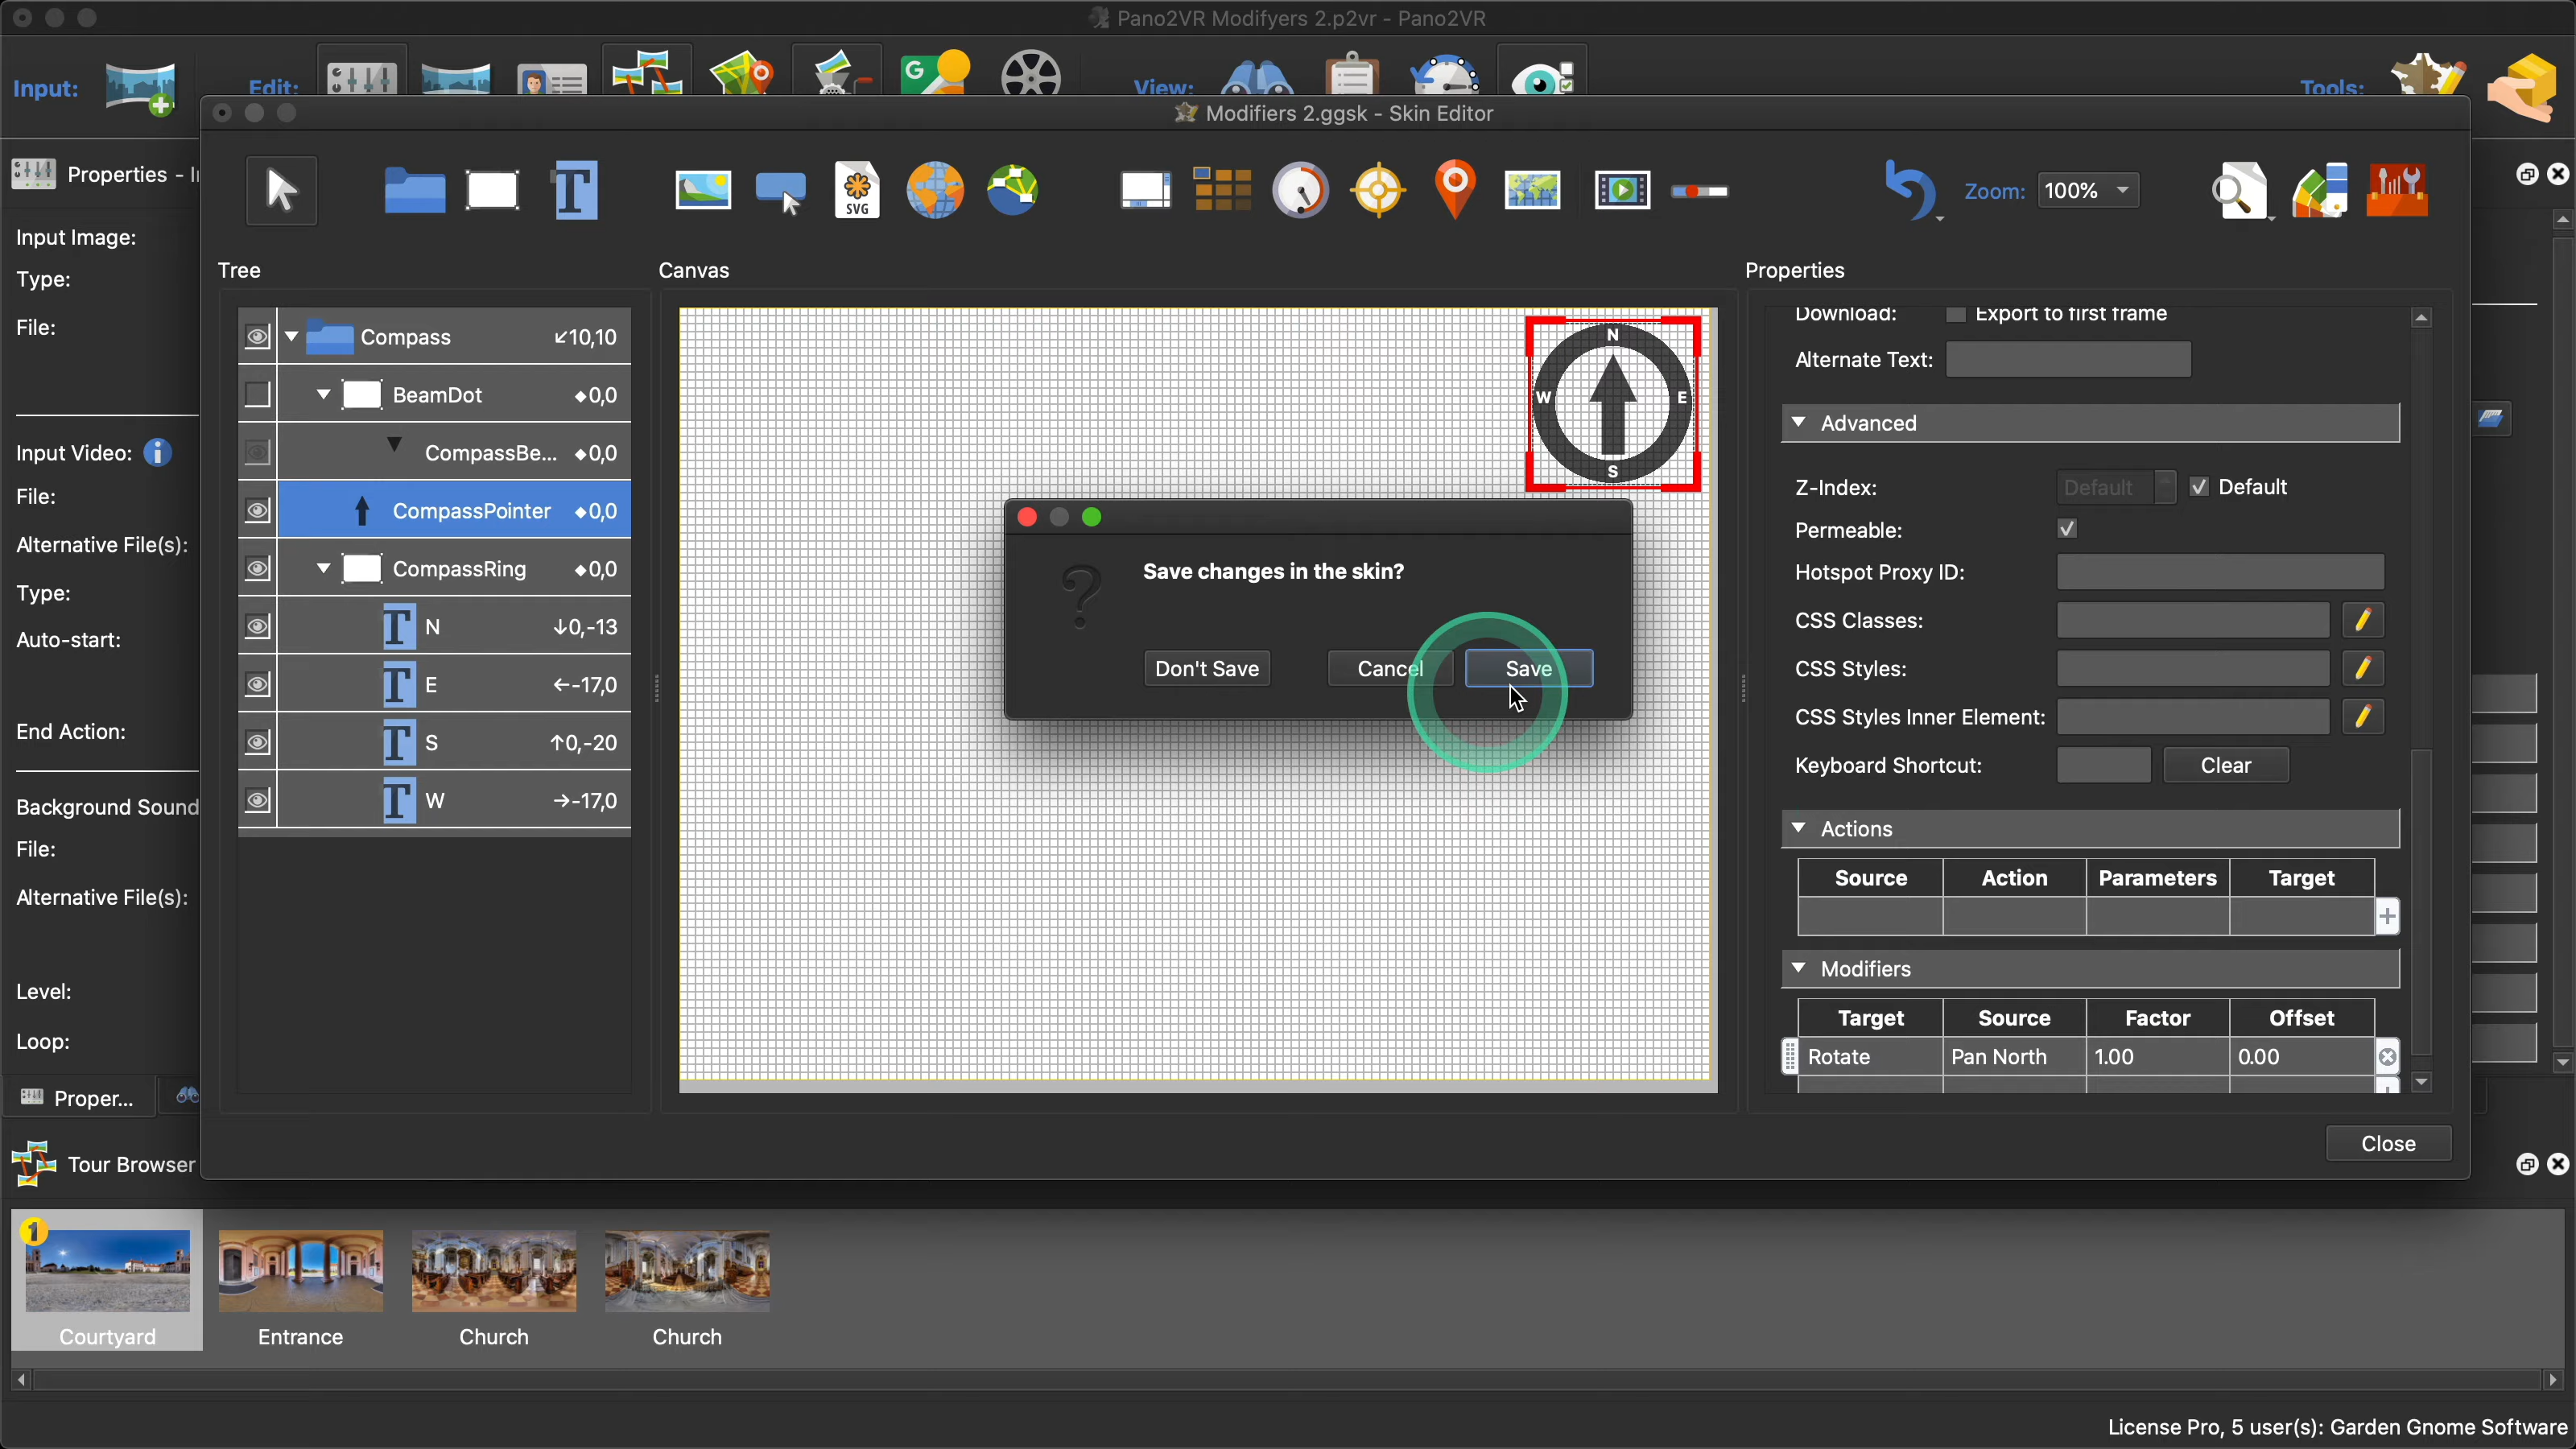 Pano2VR Modifyers 2.p2vr - Pano2VR
Input:
Edit:
G
View:
Tools:
Modifiers 2.ggsk - Skin Editor
Properties - I
T
SVG
Zoom: 100%
Tree
Canvas
Properties
Input Image:
Type:
File:
Input Video:
File:
Alternative File(s):
Type:
Auto-start:
End Action:
Background Sound
File:
Alternative File(s):
Level:
Loop:
Proper...
Compass ↙10,10
BeamDot ◆0,0
CompassBe... ◆0,0
CompassPointer ◆0,0
CompassRing ◆0,0
T N ↓0,-13
T E ←-17,0
T S ↑0,-20
T W →-17,0
N
W E
S
Save changes in the skin?
Don't Save Cancel Save
Download: Export to first frame
Alternate Text:
Advanced
Z-Index: Default Default
Permeable:
Hotspot Proxy ID:
CSS Classes:
CSS Styles:
CSS Styles Inner Element:
Keyboard Shortcut: Clear
Actions
Source Action Parameters Target
Modifiers
Target Source Factor Offset
Rotate Pan North 1.00 0.00
Close
Tour Browser
1
Courtyard Entrance Church Church
License Pro, 5 user(s): Garden Gnome Software